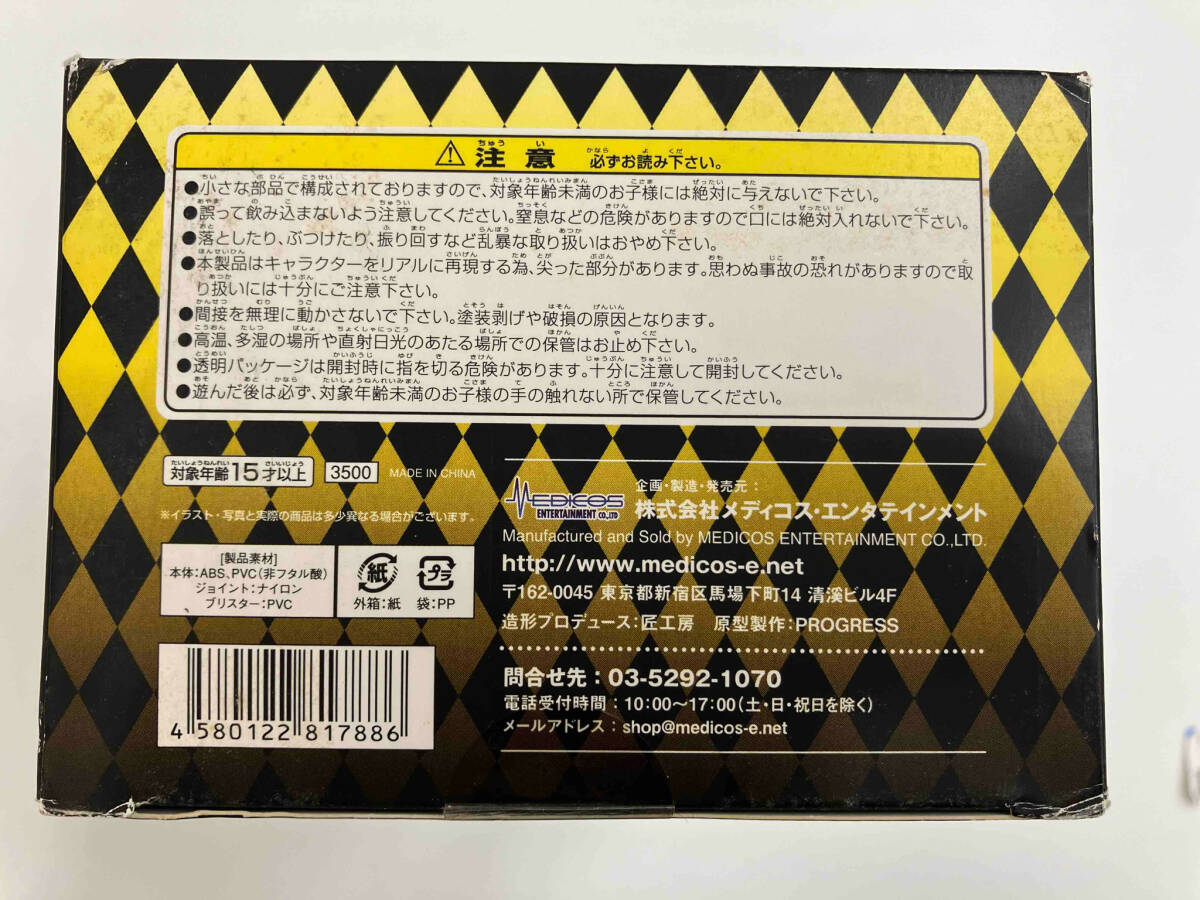 注意 必ずお読み下さい。
●小さな部品で構成されておりますので、対象年齢未満のお子様には絶対に与えないで下さい。
●誤って飲み込まないよう注意してください。窒息などの危険がありますので口には絶対入れないで下さい。
●落としたり、ぶつけたり、振り回すなど乱暴な取り扱いはおやめ下さい。
●本製品はキャラクターをリアルに再現する為、尖った部分があります。思わぬ事故の恐れがありますので取
り扱いには十分にご注意下さい。
●間接を無理に動かさないで下さい。塗装剥げや破損の原因となります。
●高温、多湿の場所や直射日光のあたる場所での保管はお止め下さい。
●透明パッケージは開封時に指を切る危険があります。十分に注意して開封してください。
●遊んだ後は必ず、対象年齢未満のお子様の手の触れない所で保管してください。
対象年齢15才以上 3500 MADE IN CHINA
※イラスト・写真と実際の商品は多少異なる場合がございます。
[製品素材]
本体:ABS、PVC(非フタル酸)
ジョイント:ナイロン
ブリスター:PVC
紙 プラ
外箱:紙 袋:PP
4 580122 817886
MEDICOS
ENTERTAINMENT CO.,LTD
企画・製造・発売元:
株式会社メディコス・エンタテインメント
Manufactured and Sold by MEDICOS ENTERTAINMENT CO.,LTD.
http://www.medicos-e.net
〒162-0045 東京都新宿区馬場下町14 清溪ビル4F
造形プロデュース:匠工房 原型製作:PROGRESS
問合せ先:03-5292-1070
電話受付時間:10:00〜17:00(土・日・祝日を除く)
メールアドレス:shop@medicos-e.net